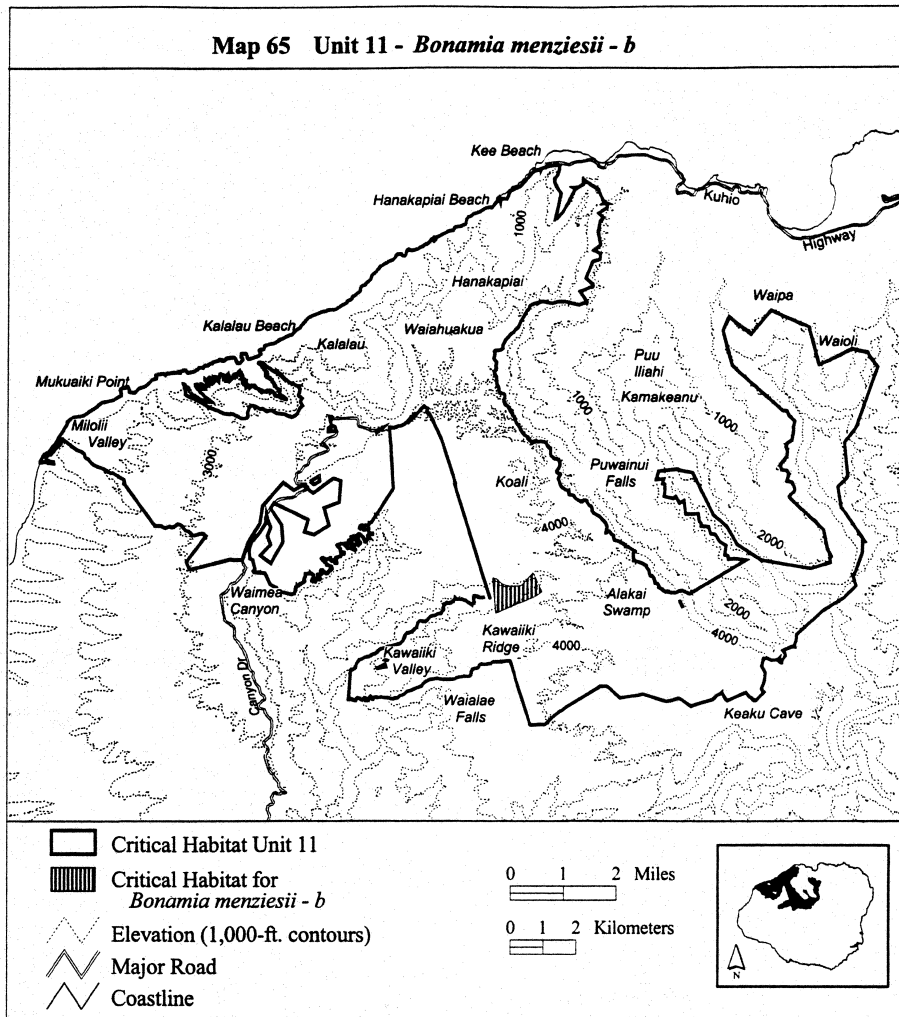 Map 65 Unit 11 - Bonamia menziesii - b
Kee Beach
Hanakapiai Beach
Kuhio
Highway
1000
Hanakapiai
Waipa
Kalalau Beach
Waiahuakua
Kalalau
Waioli
Puu
Iliahi
Mukuaiki Point
Kamakeanu
1000
1000
Milolii
Valley
3000
Puwainui
Falls
Koali
4000
2000
Waimea
Canyon
Alakai
Swamp
2000
Kawaiiki
Ridge
4000
4000
Kawaiiki
Valley
Canyon Dr
Waialae
Falls
Keaku Cave
Critical Habitat Unit 11
Critical Habitat for
Bonamia menziesii - b
Elevation (1,000-ft. contours)
Major Road
Coastline
0 1 2 Miles
0 1 2 Kilometers
N